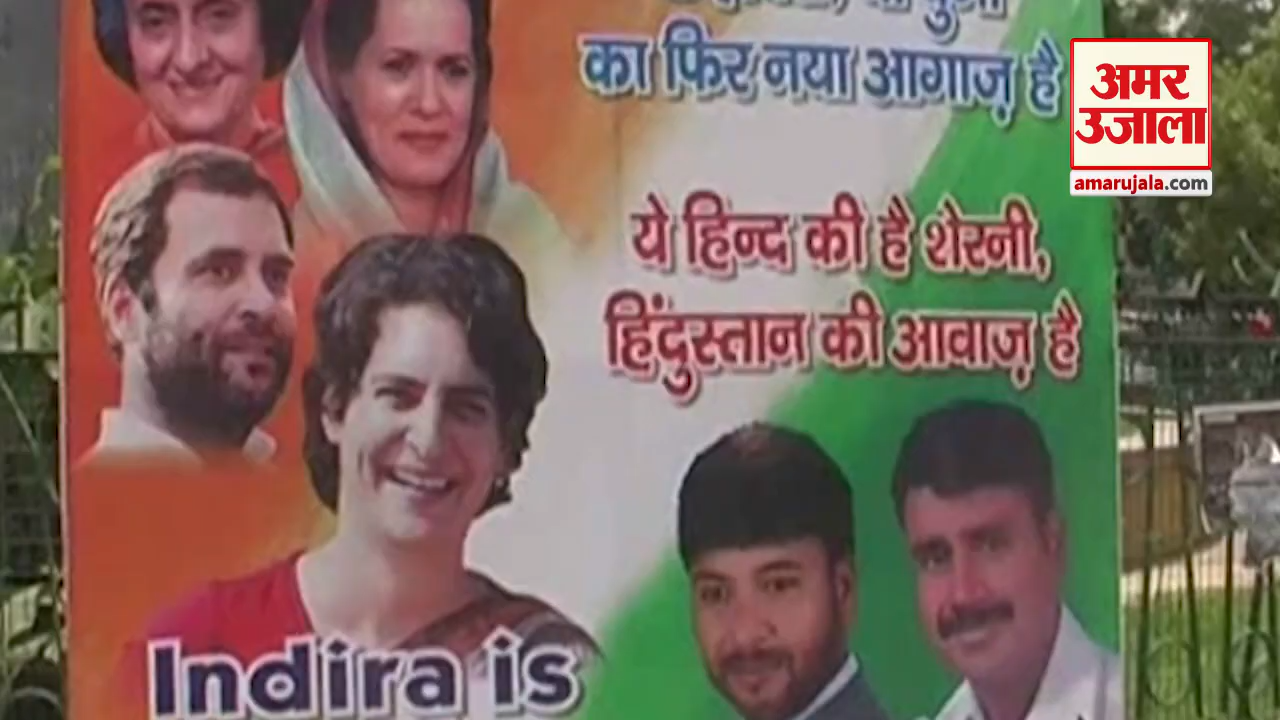 का फिर नया आगाज़ है
अमर
उजाला
amarujala.com
ये हिन्द की है शेरनी,
हिंदुस्तान की आवाज़ है
Indira is